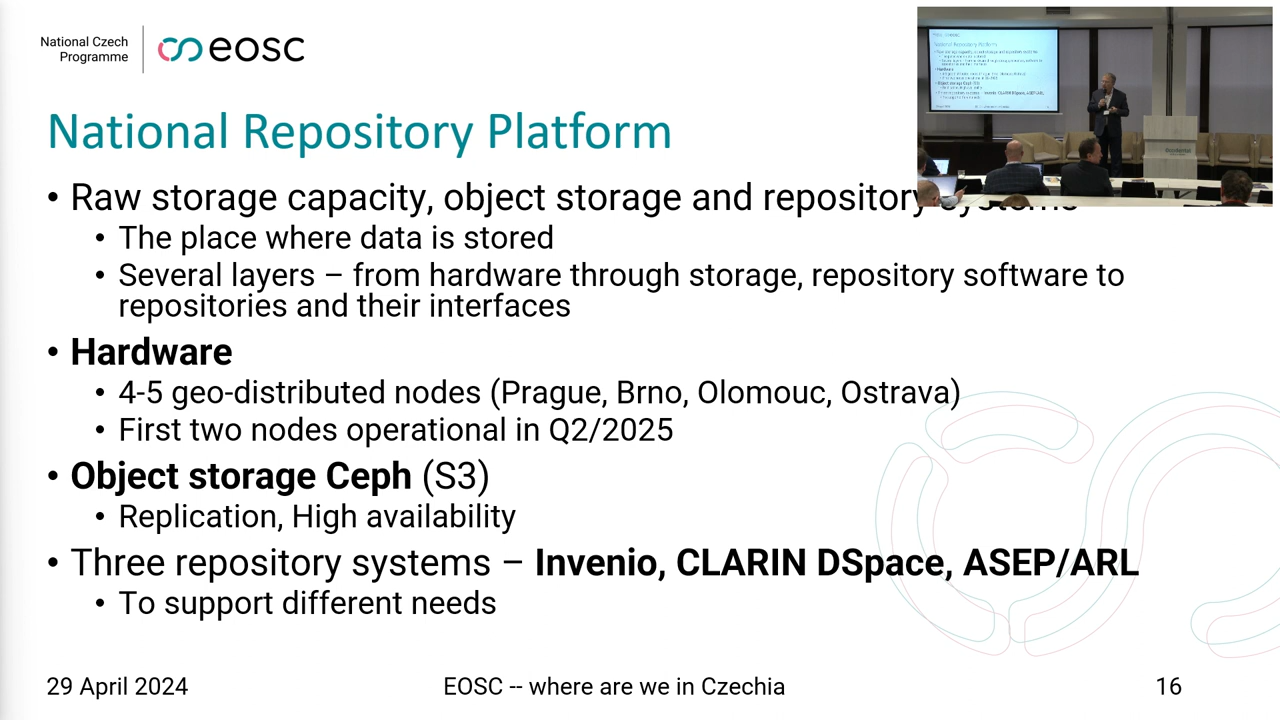 National Czech
Programme
eosc
National Repository Platform
• Raw storage capacity, object storage and repository systems
• The place where data is stored
• Several layers – from hardware through storage, repository software to
repositories and their interfaces
• Hardware
• 4-5 geo-distributed nodes (Prague, Brno, Olomouc, Ostrava)
• First two nodes operational in Q2/2025
• Object storage Ceph (S3)
• Replication, High availability
• Three repository systems – Invenio, CLARIN DSpace, ASEP/ARL
• To support different needs
29 April 2024
EOSC -- where are we in Czechia
16